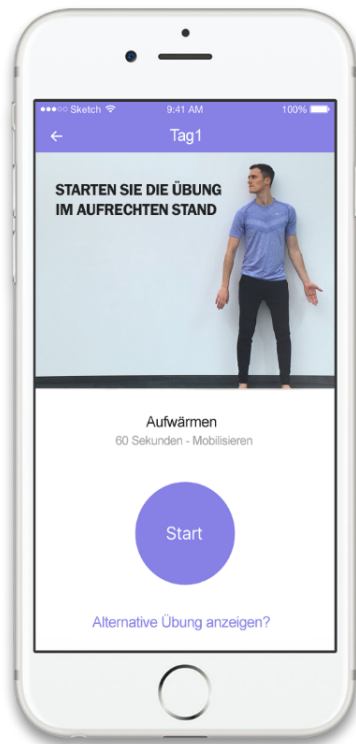 Sketch 9:41 AM 100%
Tag1
STARTEN SIE DIE ÜBUNG
IM AUFRECHTEN STAND
Aufwärmen
60 Sekunden - Mobilisieren
Start
Alternative Übung anzeigen?